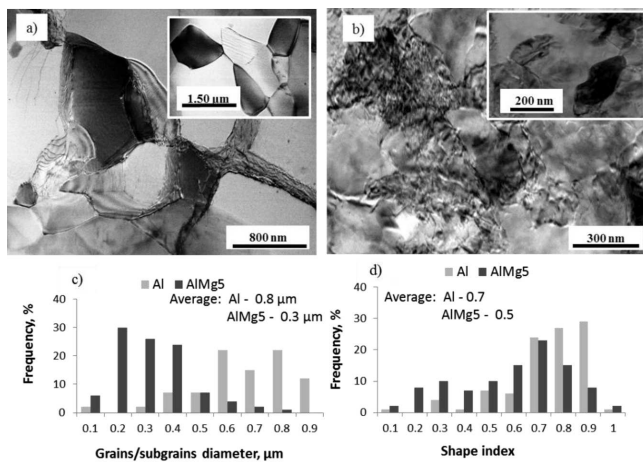 a)
1.50 µm
800 nm
b)
200 nm
300 nm
c)
Al AlMg5
Average: Al - 0.8 µm
AlMg5 - 0.3 µm
Frequency, %
40
30
20
10
0
0.1 0.2 0.3 0.4 0.5 0.6 0.7 0.8 0.9
Grains/subgrains diameter, µm
d)
Al AlMg5
Average: Al - 0.7
AlMg5 - 0.5
Frequency, %
40
30
20
10
0
0.1 0.2 0.3 0.4 0.5 0.6 0.7 0.8 0.9 1
Shape index